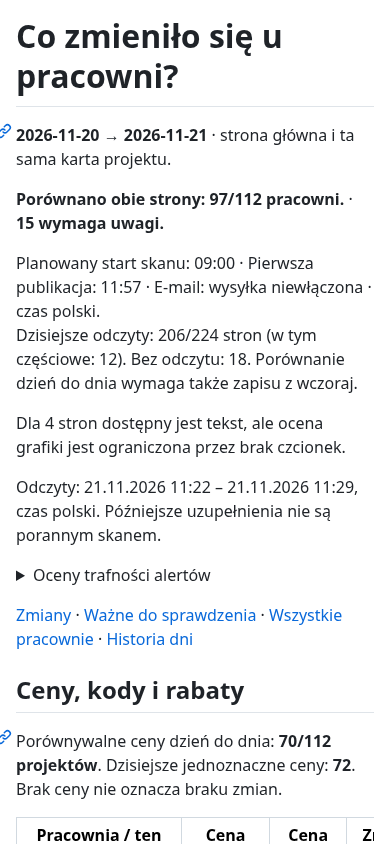 Co zmieniło się u
pracowni?
2026-11-20 → 2026-11-21 · strona główna i ta
sama karta projektu.
Porównano obie strony: 97/112 pracowni. ·
15 wymaga uwagi.
Planowany start skanu: 09:00 · Pierwsza
publikacja: 11:57 · E-mail: wysyłka niewłączona ·
czas polski.
Dzisiejsze odczyty: 206/224 stron (w tym
częściowe: 12). Bez odczytu: 18. Porównanie
dzień do dnia wymaga także zapisu z wczoraj.
Dla 4 stron dostępny jest tekst, ale ocena
grafiki jest ograniczona przez brak czcionek.
Odczyty: 21.11.2026 11:22 – 21.11.2026 11:29,
czas polski. Późniejsze uzupełnienia nie są
porannym skanem.
Oceny trafności alertów
Zmiany · Ważne do sprawdzenia · Wszystkie
pracownie · Historia dni
Ceny, kody i rabaty
Porównywalne ceny dzień do dnia: 70/112
projektów. Dzisiejsze jednoznaczne ceny: 72.
Brak ceny nie oznacza braku zmian.
Pracownia / ten Cena Cena